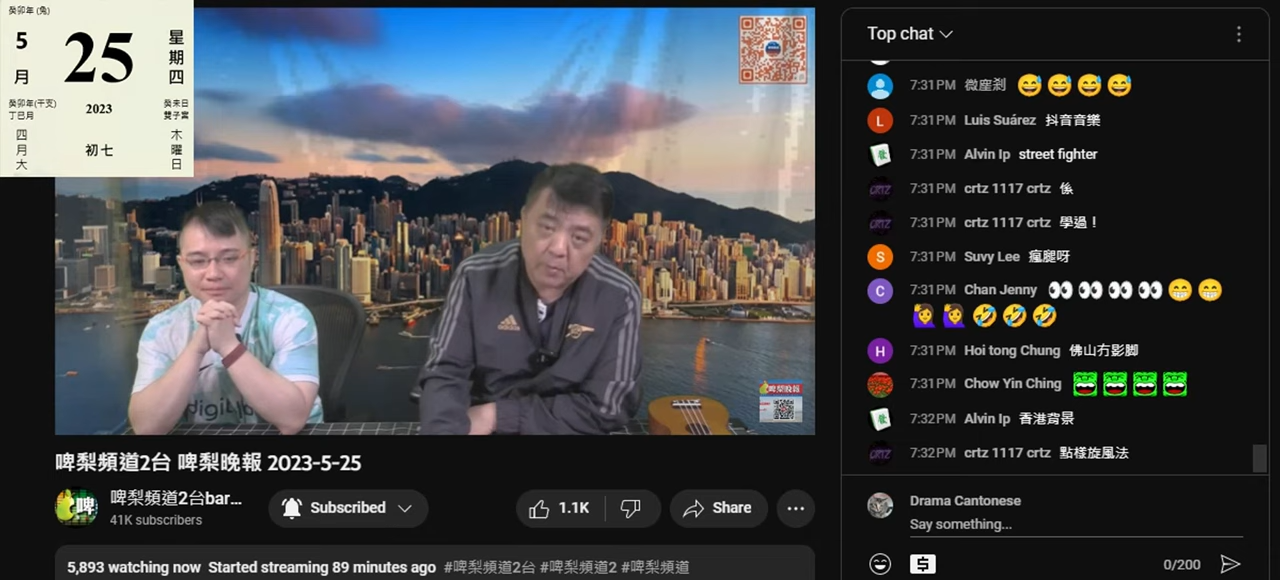 癸卯年 (兔)
5
月
25
星期四
癸卯年(干支)
丁巳月
2023
癸未日
雙子宮
四月大
初七
木曜日
adidas
digi
啤梨晚報
啤梨頻道2台 啤梨晚報 2023-5-25
啤梨頻道2台bar...
41K subscribers
Subscribed
1.1K
Share
5,893 watching now Started streaming 89 minutes ago #啤梨頻道2台 #啤梨頻道2 #啤梨頻道
Top chat
7:31 PM 微塵剎
7:31 PM Luis Suárez 抖音音樂
7:31 PM Alvin Ip street fighter
7:31 PM crtz 1117 crtz 係
7:31 PM crtz 1117 crtz 學過！
7:31 PM Suvy Lee 瘋腿呀
7:31 PM Chan Jenny
7:31 PM Hoi tong Chung 佛山冇影脚
7:31 PM Chow Yin Ching
7:32 PM Alvin Ip 香港背景
7:32 PM crtz 1117 crtz 點樣旋風法
Drama Cantonese
Say something...
0/200